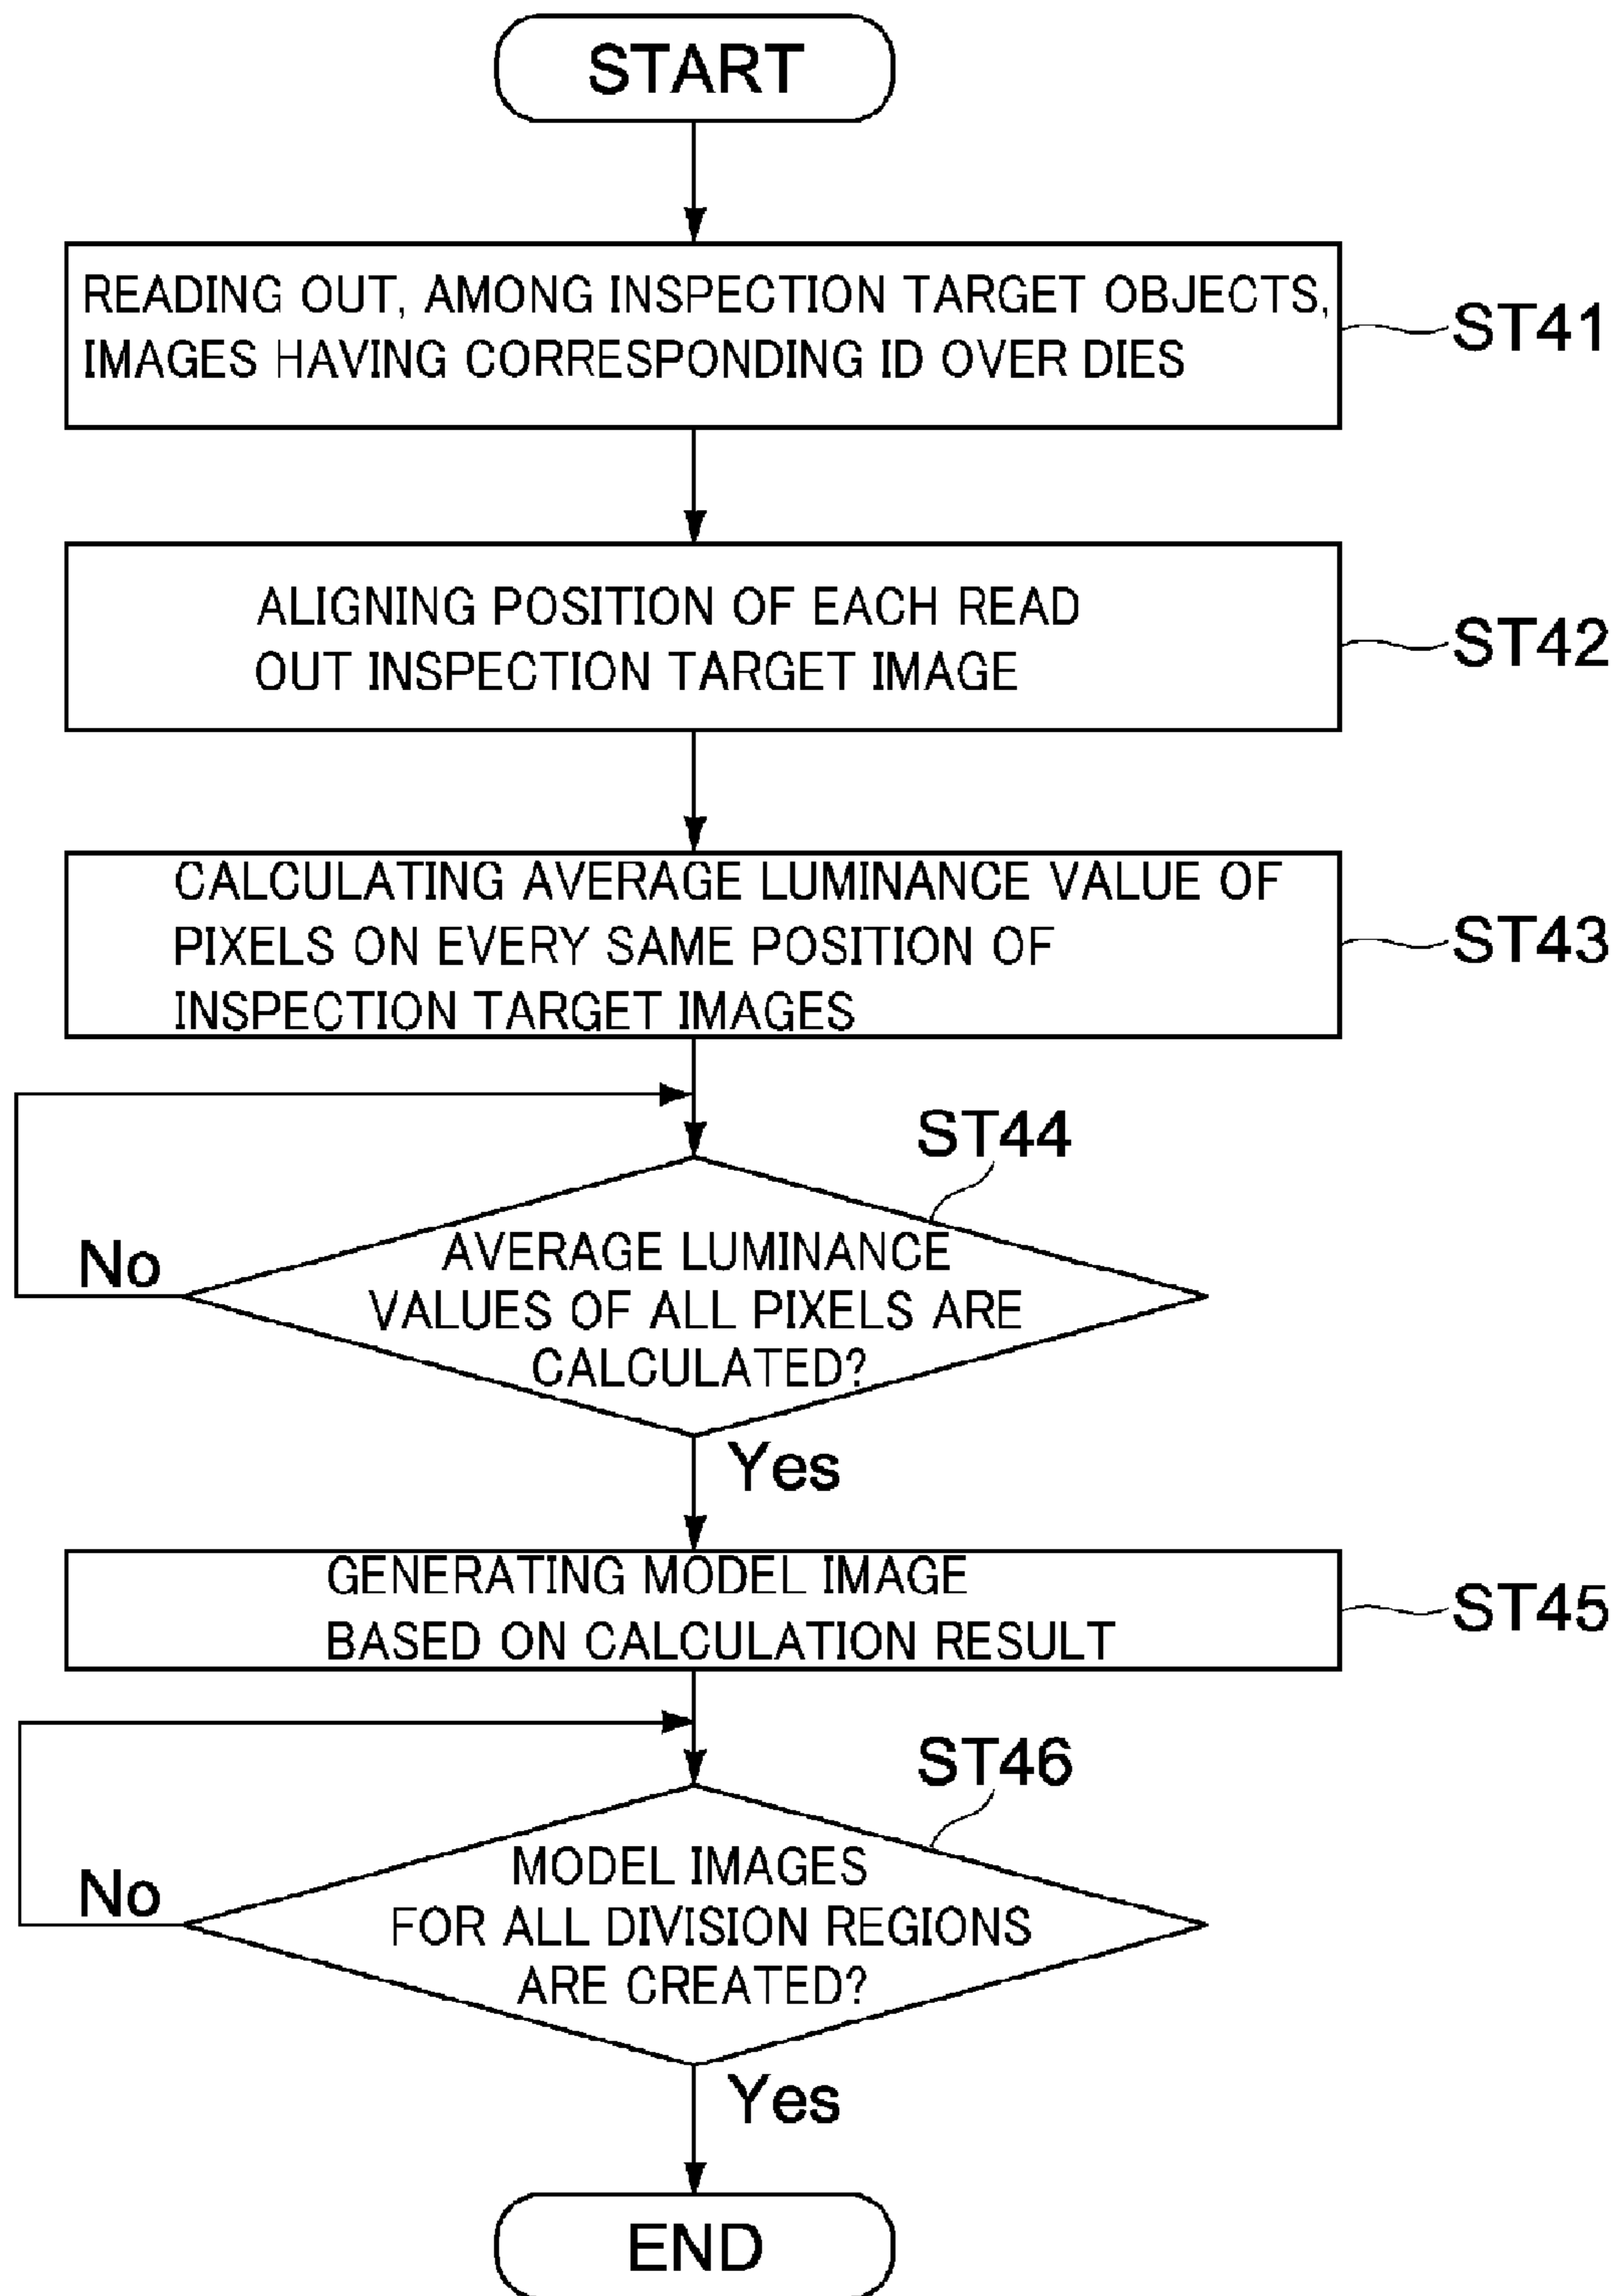 START
READING OUT, AMONG INSPECTION TARGET OBJECTS,
IMAGES HAVING CORRESPONDING ID OVER DIES
ST41
ALIGNING POSITION OF EACH READ
OUT INSPECTION TARGET IMAGE
ST42
CALCULATING AVERAGE LUMINANCE VALUE OF
PIXELS ON EVERY SAME POSITION OF
INSPECTION TARGET IMAGES
ST43
ST44
AVERAGE LUMINANCE
VALUES OF ALL PIXELS ARE
CALCULATED?
No
Yes
GENERATING MODEL IMAGE
BASED ON CALCULATION RESULT
ST45
ST46
MODEL IMAGES
FOR ALL DIVISION REGIONS
ARE CREATED?
No
Yes
END